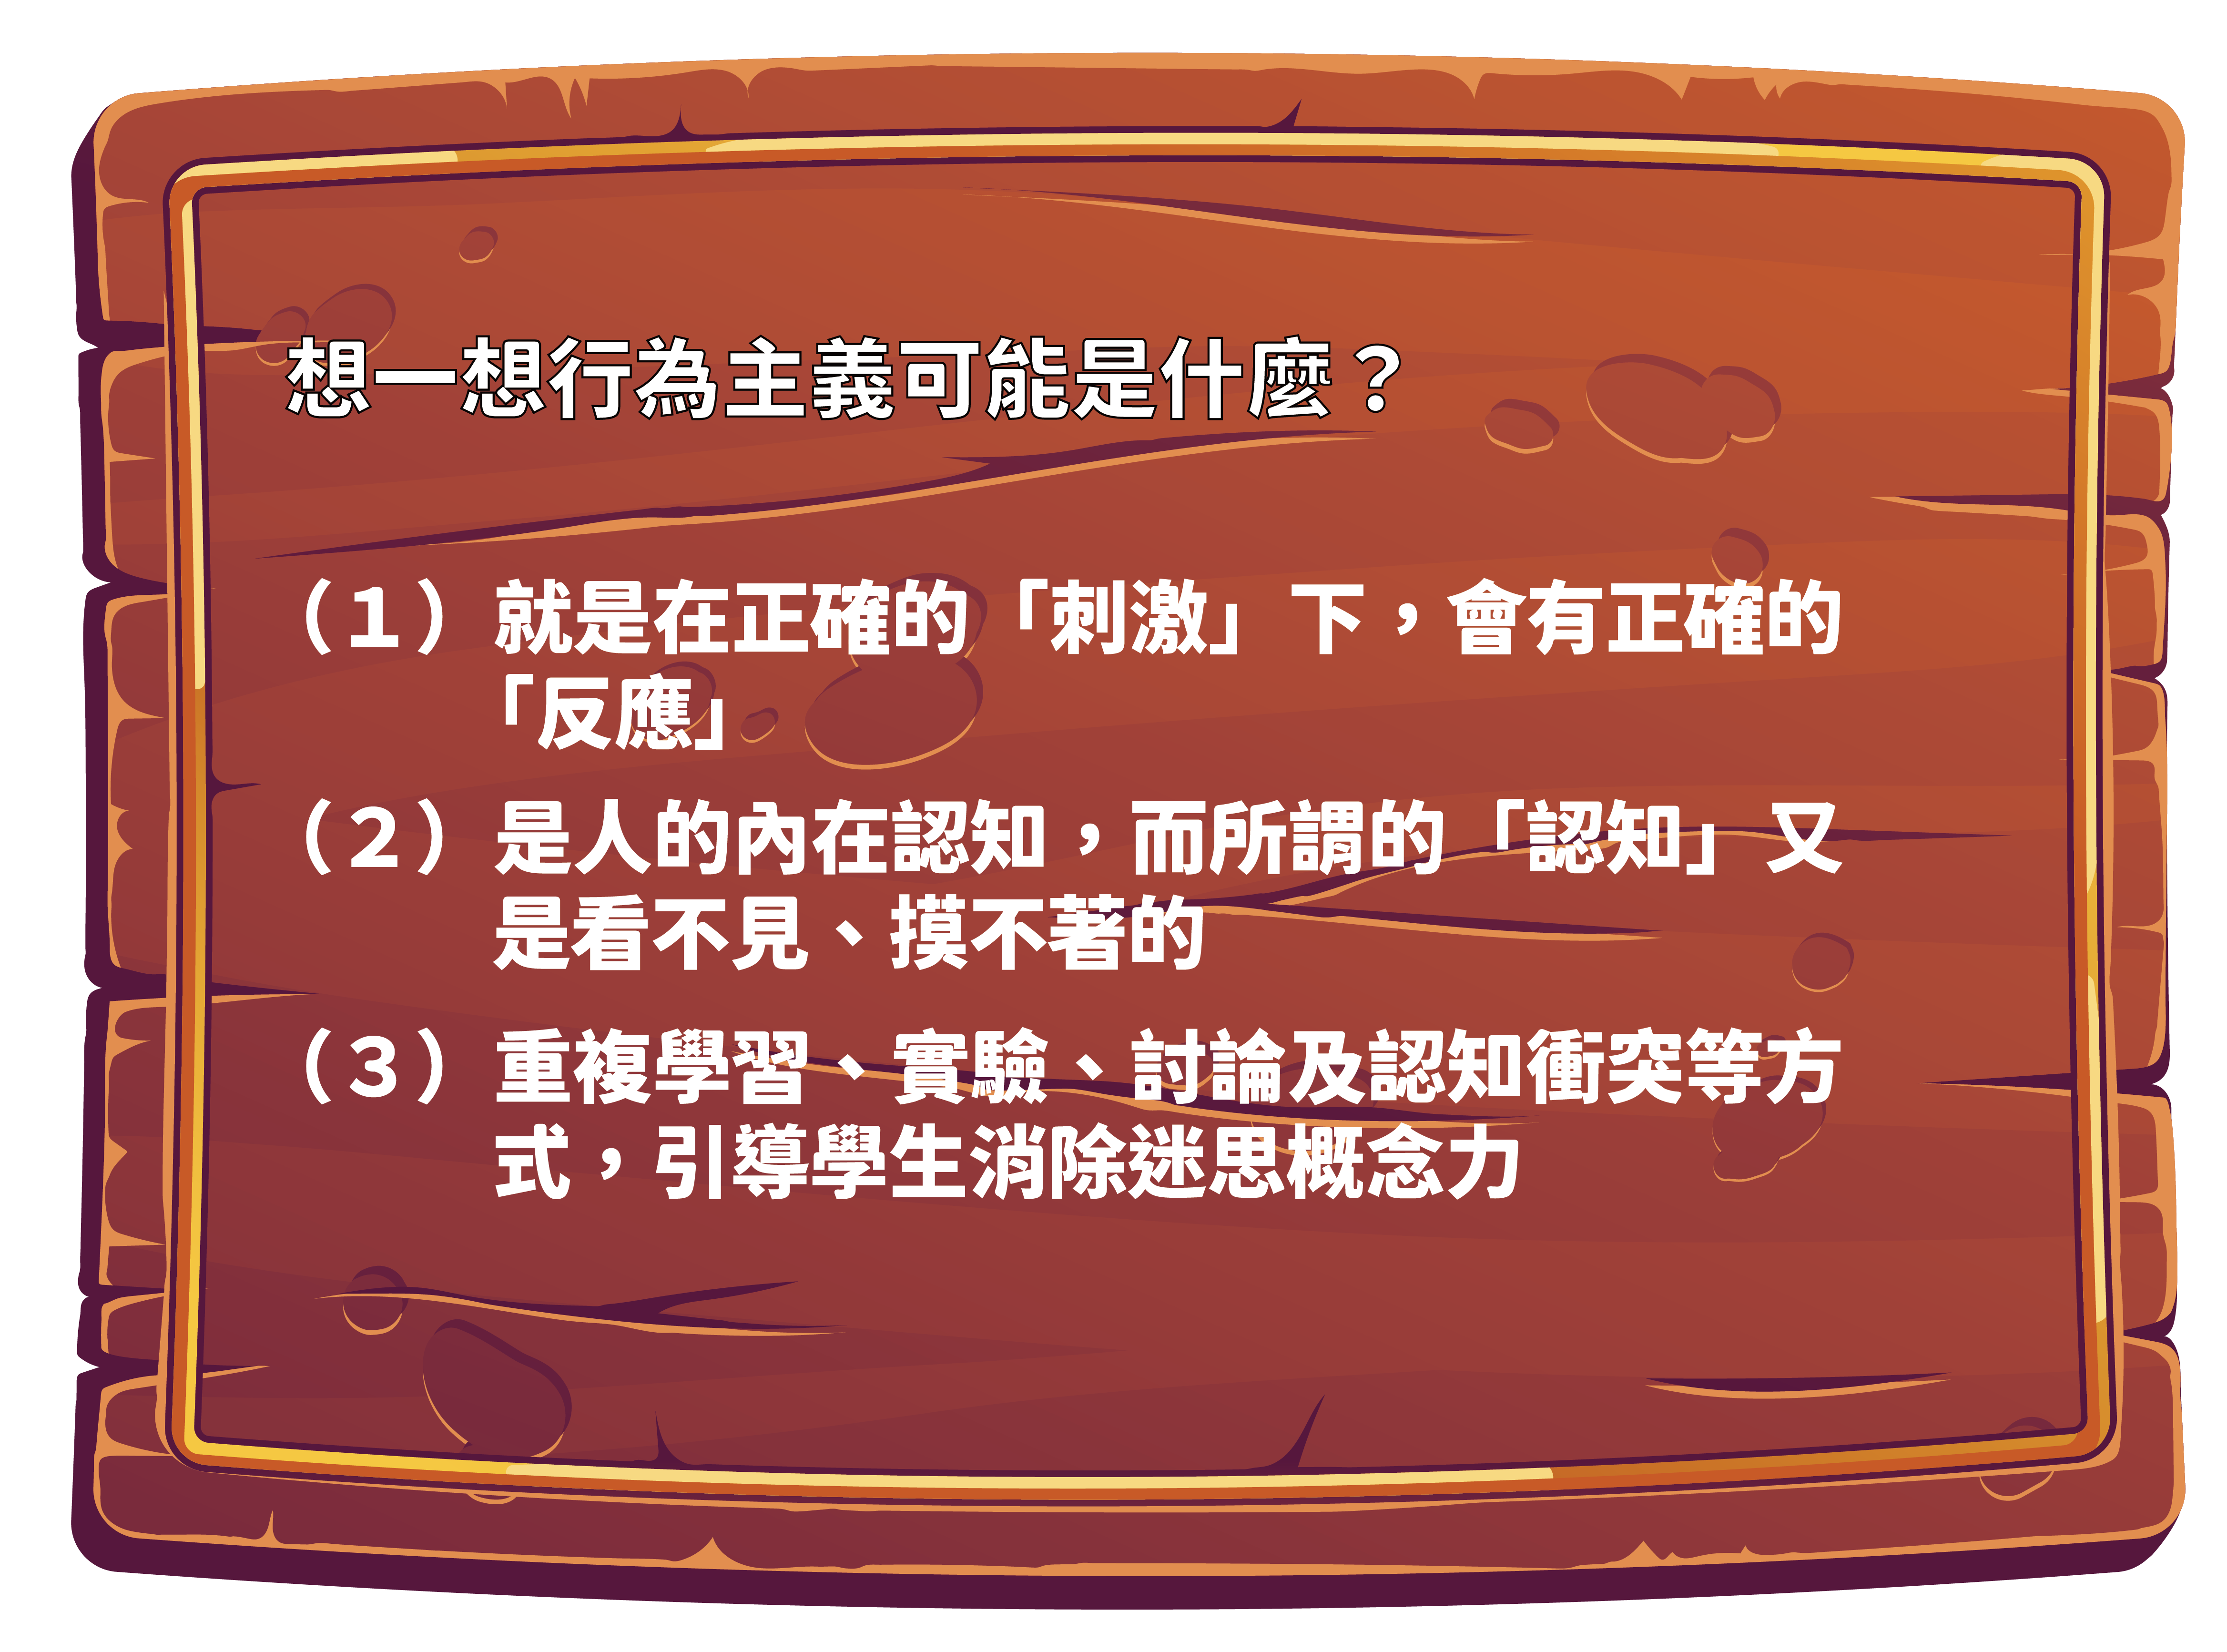 想一想行為主義可能是什麼？
（1） 就是在正確的「刺激」下，會有正確的
「反應」
（2） 是人的內在認知，而所謂的「認知」又
是看不見、摸不著的
（3） 重複學習、實驗、討論及認知衝突等方
式，引導學生消除迷思概念力